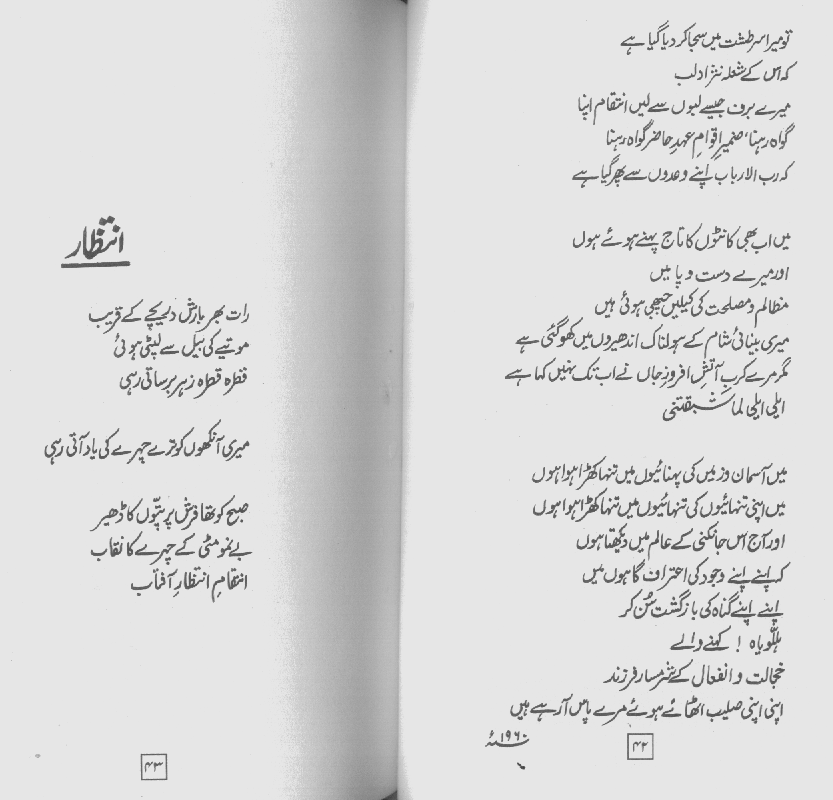 تو میرا سر طشت میں سجا کر دیا گیا ہے
کہ اس کے شعلہ نژاد لب
میرے برف جیسے لبوں سے لیں انتقام اپنا
گواہ رہنا، ضمیرِ اقوامِ عہدِ حاضر گواہ رہنا
کہ رب الارباب اپنے وعدوں سے پھر گیا ہے
میں اب بھی کانٹوں کا تاج پہنے ہوئے ہوں
اور میرے دست و پا میں
مظالم و مصلحت کی کیلیں چبھی ہوئی ہیں
میری بینائی شام کے ہولناک اندھیروں میں کھو گئی ہے
مگر مرے کربِ آتش افروزِ جاں نے اب تک نہیں کہا ہے
ایلی ایلی لما شبقتنی
میں آسمان و زمیں کی پہنائیوں میں تنہا کھڑا ہوا ہوں
میں اپنی تنہائیوں کی تنہائیوں میں تنہا کھڑا ہوا ہوں
اور آج اس جانکنی کے عالم میں دیکھتا ہوں
کہ اپنے اپنے وجود کی اعتراف گاہوں میں
اپنے اپنے گناہ کی بازگشت سُن کر
ہلّلویاہ ! کہنے والے
خجالت و انفعال کے شرمسار فرزند
اپنی اپنی صلیب اٹھائے ہوئے مرے پاس آ رہے ہیں
۱۹۶۰ء
۴۲
انتظار
رات بھر بارش دریچے کے قریب
موتیے کی بیل سے لپٹی ہوئی
قطرہ قطرہ زہر برساتی رہی
میری آنکھوں کو ترے چہرے کی یاد آتی رہی
صبح کو تھا فرش پر پتّوں کا ڈھیر
بے نمو مٹی کے چہرے کا نقاب
انتقامِ انتظارِ آفتاب
۴۳